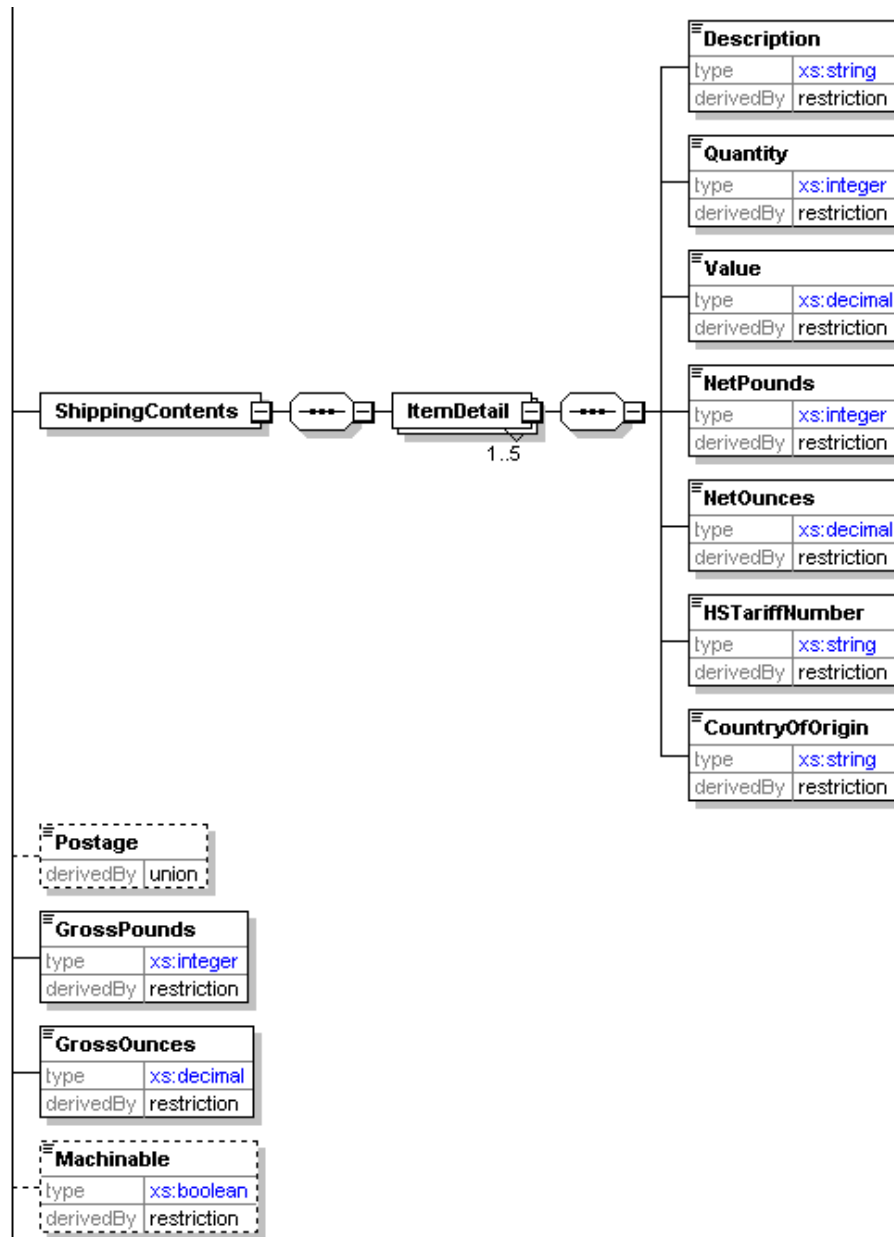 Description
type xs:string
derivedBy restriction
Quantity
type xs:integer
derivedBy restriction
Value
type xs:decimal
derivedBy restriction
NetPounds
type xs:integer
derivedBy restriction
ShippingContents
ItemDetail
1..5
NetOunces
type xs:decimal
derivedBy restriction
HSTariffNumber
type xs:string
derivedBy restriction
CountryOfOrigin
type xs:string
derivedBy restriction
Postage
derivedBy union
GrossPounds
type xs:integer
derivedBy restriction
GrossOunces
type xs:decimal
derivedBy restriction
Machinable
type xs:boolean
derivedBy restriction